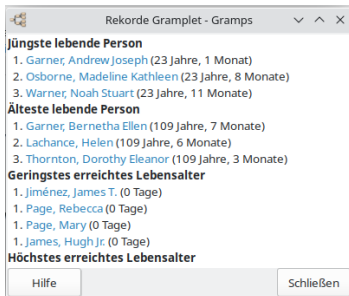 Rekorde Gramplet - Gramps
Jüngste lebende Person
1. Garner, Andrew Joseph (23 Jahre, 1 Monat)
2. Osborne, Madeline Kathleen (23 Jahre, 8 Monate)
3. Warner, Noah Stuart (23 Jahre, 11 Monate)
Älteste lebende Person
1. Garner, Bernetha Ellen (109 Jahre, 7 Monate)
2. Lachance, Helen (109 Jahre, 6 Monate)
3. Thornton, Dorothy Eleanor (109 Jahre, 3 Monate)
Geringstes erreichtes Lebensalter
1. Jiménez, James T. (0 Tage)
1. Page, Rebecca (0 Tage)
1. Page, Mary (0 Tage)
1. James, Hugh Jr. (0 Tage)
Höchstes erreichtes Lebensalter
Hilfe
Schließen